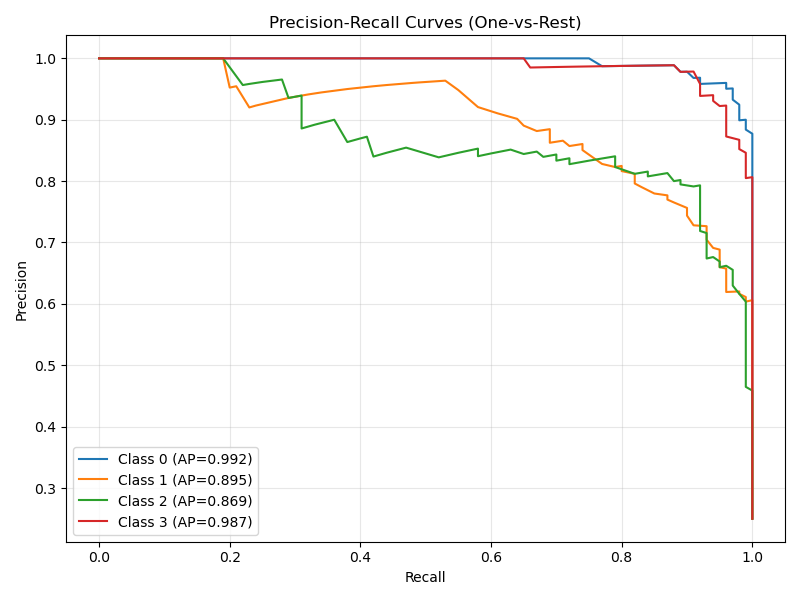 Precision-Recall Curves (One-vs-Rest)
Precision
1.0
0.9
0.8
0.7
0.6
0.5
0.4
0.3
Class 0 (AP=0.992)
Class 1 (AP=0.895)
Class 2 (AP=0.869)
Class 3 (AP=0.987)
0.0 0.2 0.4 0.6 0.8 1.0
Recall